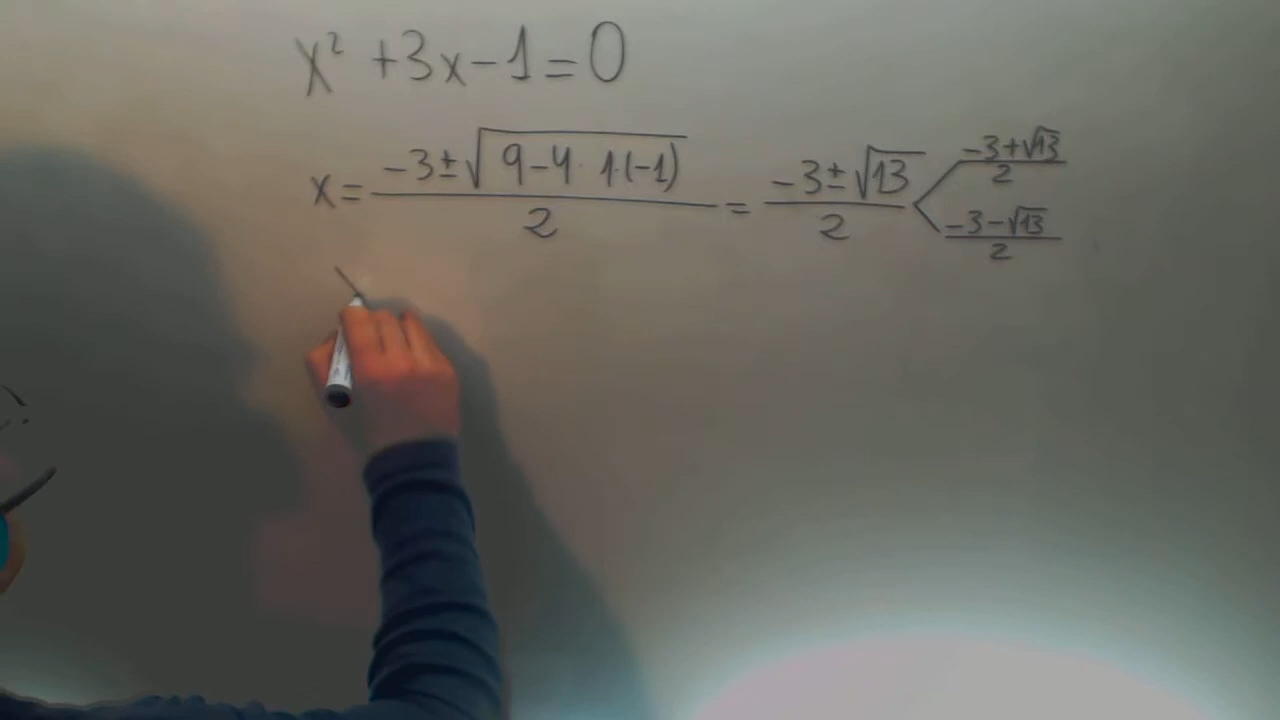 x² +3x-1=0
x = (-3±√(9-4·1·(-1)))/2 = (-3±√13)/2 < (-3+√13)/2
(-3-√13)/2